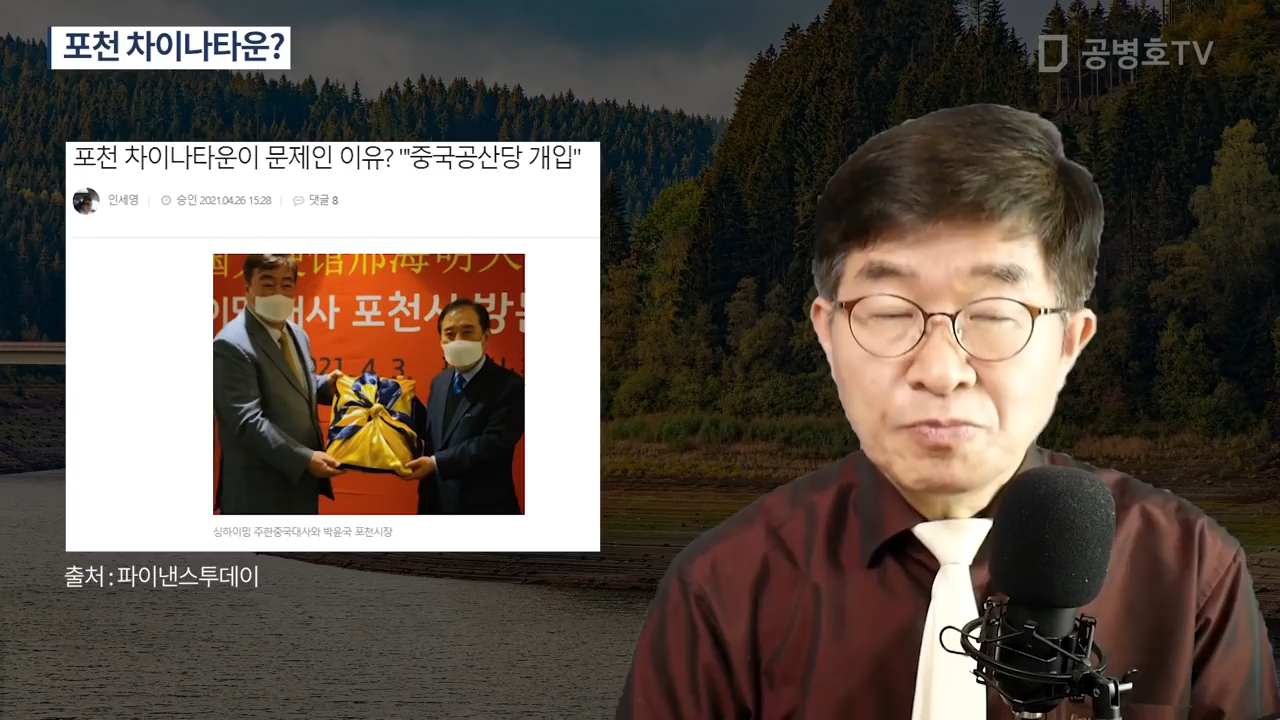 포천 차이나타운?
공병호TV
포천 차이나타운이 문제인 이유? '"중국공산당 개입"
인세영 승인 2021.04.26 15:28 댓글 8
대사 포천시 방문
2021. 4. 3.
싱하이밍 주한중국대사와 박윤국 포천시장
출처 : 파이낸스투데이